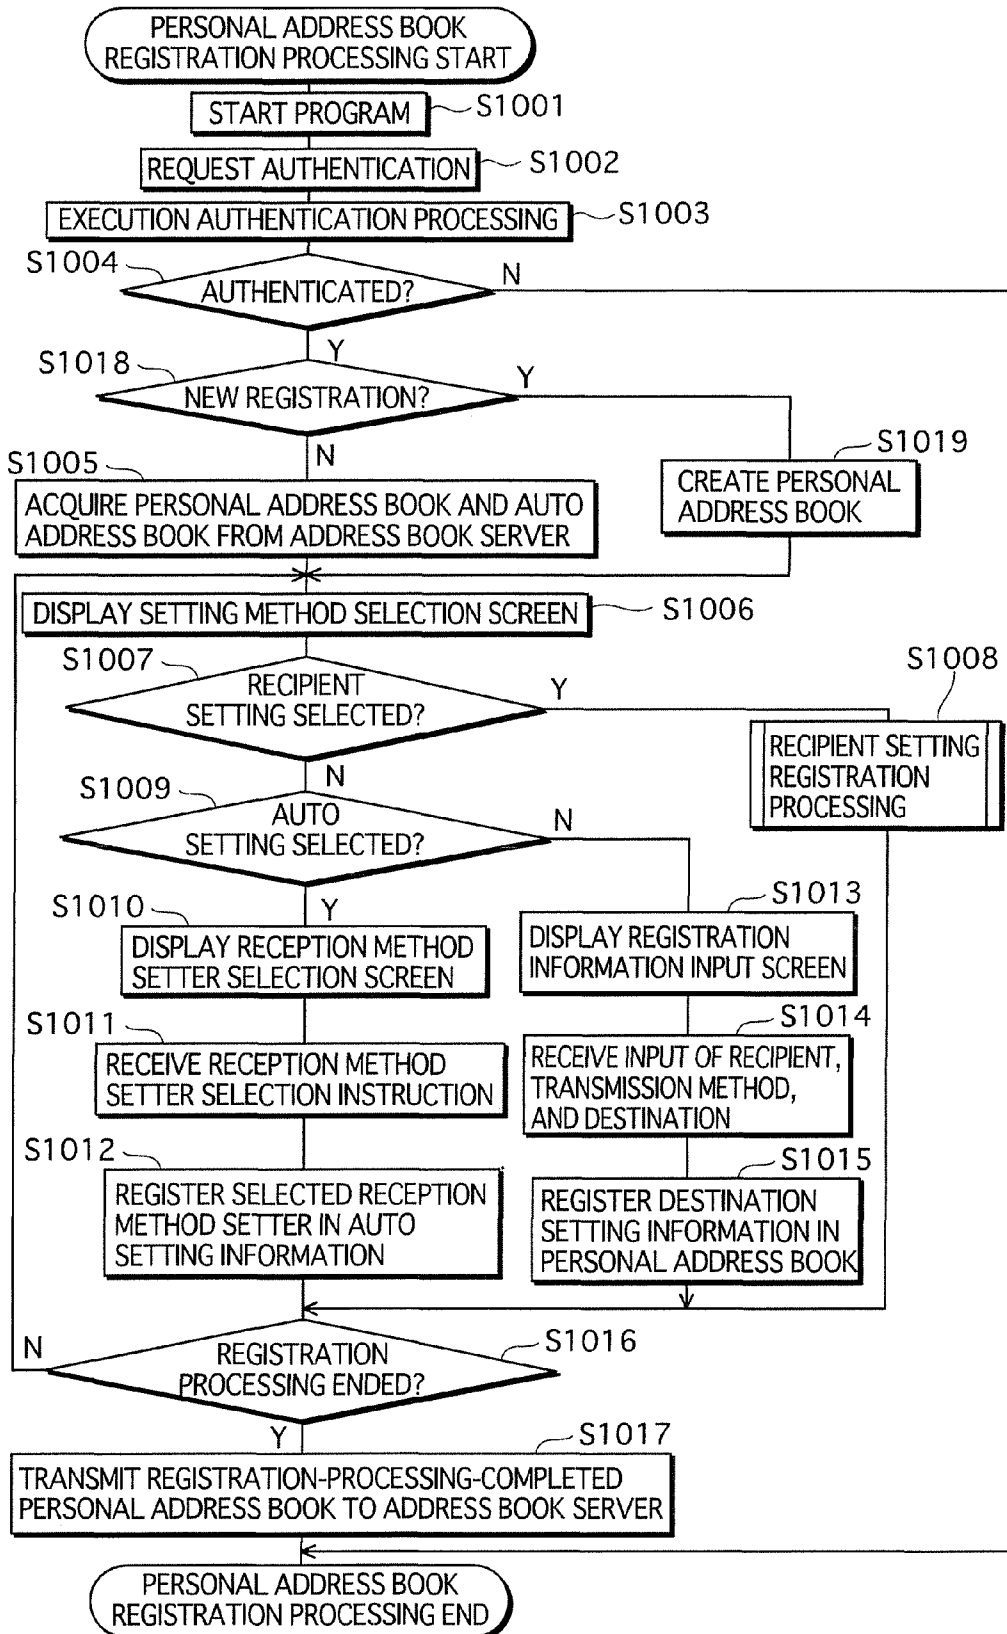 PERSONAL ADDRESS BOOK
REGISTRATION PROCESSING START
START PROGRAM
S1001
REQUEST AUTHENTICATION
S1002
EXECUTION AUTHENTICATION PROCESSING
S1003
S1004
AUTHENTICATED?
N
Y
S1018
NEW REGISTRATION?
Y
N
S1005
ACQUIRE PERSONAL ADDRESS BOOK AND AUTO
ADDRESS BOOK FROM ADDRESS BOOK SERVER
S1019
CREATE PERSONAL
ADDRESS BOOK
DISPLAY SETTING METHOD SELECTION SCREEN
S1006
S1007
RECIPIENT
SETTING SELECTED?
Y
N
S1008
RECIPIENT SETTING
REGISTRATION
PROCESSING
S1009
AUTO
SETTING SELECTED?
N
Y
S1010
DISPLAY RECEPTION METHOD
SETTER SELECTION SCREEN
S1013
DISPLAY REGISTRATION
INFORMATION INPUT SCREEN
S1011
RECEIVE RECEPTION METHOD
SETTER SELECTION INSTRUCTION
S1014
RECEIVE INPUT OF RECIPIENT,
TRANSMISSION METHOD,
AND DESTINATION
S1012
REGISTER SELECTED RECEPTION
METHOD SETTER IN AUTO
SETTING INFORMATION
S1015
REGISTER DESTINATION
SETTING INFORMATION IN
PERSONAL ADDRESS BOOK
N
REGISTRATION
PROCESSING ENDED?
S1016
Y
S1017
TRANSMIT REGISTRATION-PROCESSING-COMPLETED
PERSONAL ADDRESS BOOK TO ADDRESS BOOK SERVER
PERSONAL ADDRESS BOOK
REGISTRATION PROCESSING END